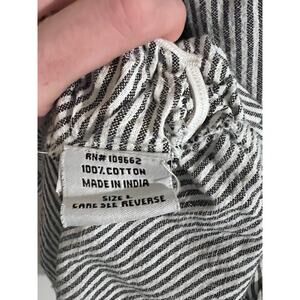 RN# 109662
100% COTTON
MADE IN INDIA
SIZE
CARE SEE REVERSE